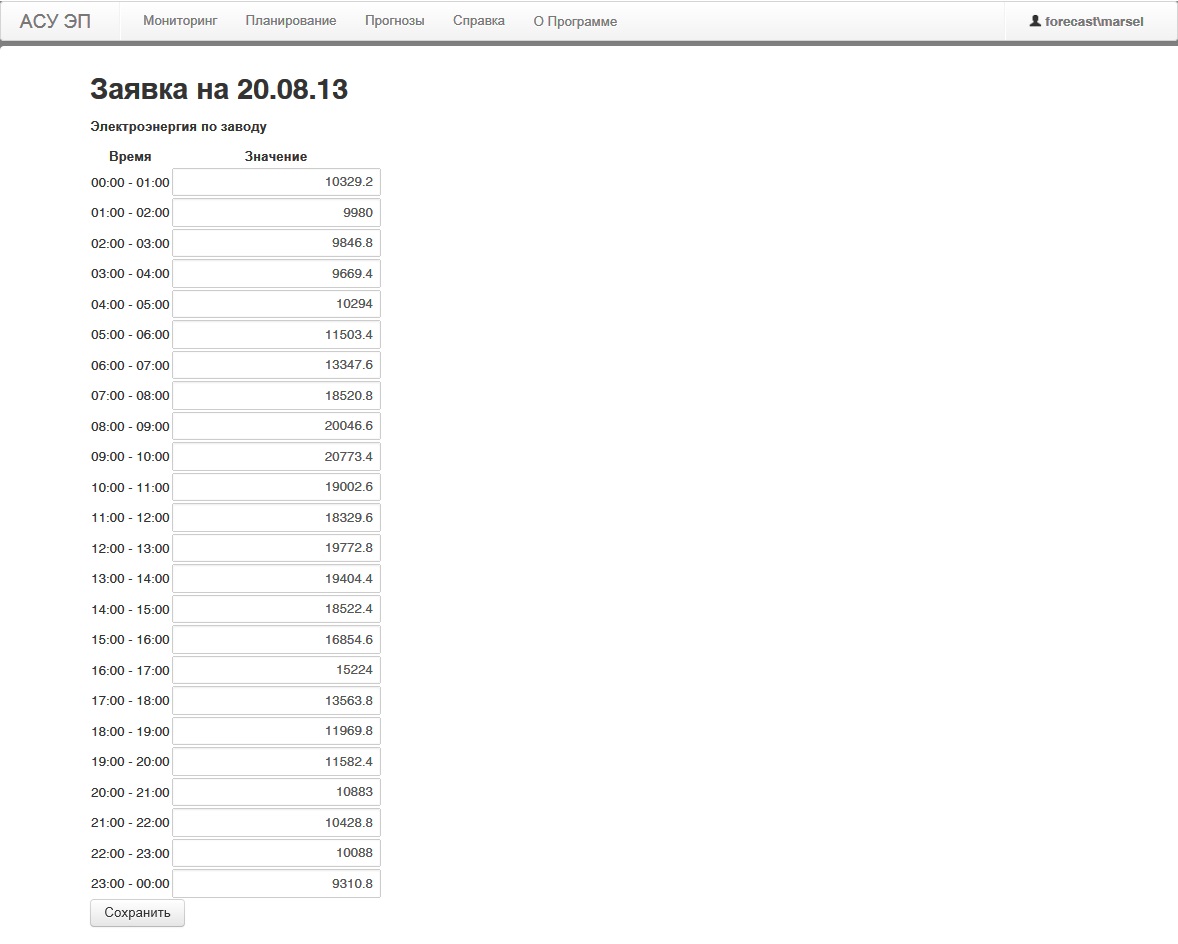 АСУ ЭП Мониторинг Планирование Прогнозы Справка О Программе forecast\marsel
Заявка на 20.08.13
Электроэнергия по заводу
Время Значение
00:00 - 01:00 10329.2
01:00 - 02:00 9980
02:00 - 03:00 9846.8
03:00 - 04:00 9669.4
04:00 - 05:00 10294
05:00 - 06:00 11503.4
06:00 - 07:00 13347.6
07:00 - 08:00 18520.8
08:00 - 09:00 20046.6
09:00 - 10:00 20773.4
10:00 - 11:00 19002.6
11:00 - 12:00 18329.6
12:00 - 13:00 19772.8
13:00 - 14:00 19404.4
14:00 - 15:00 18522.4
15:00 - 16:00 16854.6
16:00 - 17:00 15224
17:00 - 18:00 13563.8
18:00 - 19:00 11969.8
19:00 - 20:00 11582.4
20:00 - 21:00 10883
21:00 - 22:00 10428.8
22:00 - 23:00 10088
23:00 - 00:00 9310.8
Сохранить